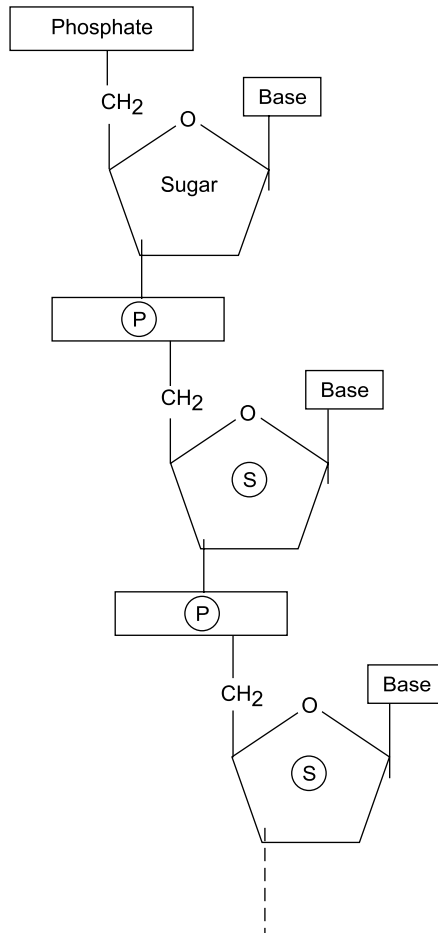 Phosphate
CH2
Base
O
Sugar
P
CH2
Base
O
S
P
CH2
Base
O
S